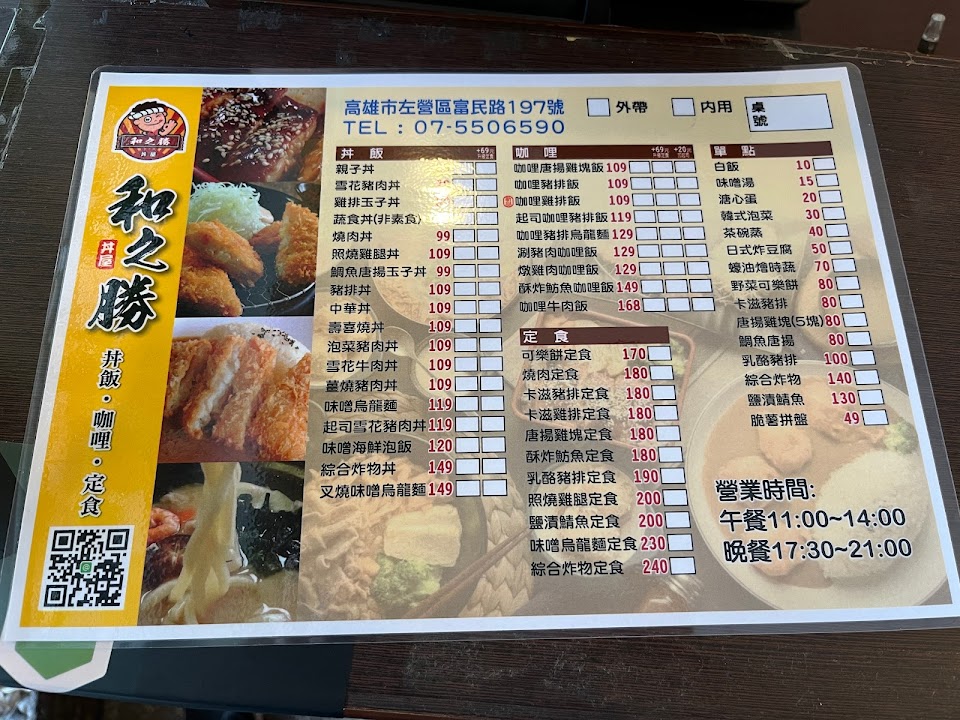 和之勝
丼屋
和之勝
丼屋
丼飯・咖哩・定食
高雄市左營區富民路197號
TEL：07-5506590
外帶
內用
桌號
丼飯 +69元
親子丼
雪花豬肉丼
雞排玉子丼
蔬食丼(非素食)
燒肉丼 99
照燒雞腿丼 109
鯛魚唐揚玉子丼 99
豬排丼 109
中華丼 109
壽喜燒丼 109
泡菜豬肉丼 109
雪花牛肉丼 109
薑燒豬肉丼 109
味噌烏龍麵 119
起司雪花豬肉丼 119
味噌海鮮泡飯 120
綜合炸物丼 149
叉燒味噌烏龍麵 149
咖哩 +69元 +20元
咖哩唐揚雞塊飯 109
咖哩豬排飯 109
咖哩雞排飯 109
起司咖哩豬排飯 119
咖哩豬排烏龍麵 129
涮豬肉咖哩飯 129
燉雞肉咖哩飯 129
酥炸魴魚咖哩飯 149
咖哩牛肉飯 168
定食
可樂餅定食 170
燒肉定食 180
卡滋豬排定食 180
卡滋雞排定食 180
唐揚雞塊定食 180
酥炸魴魚定食 180
乳酪豬排定食 190
照燒雞腿定食 200
鹽漬鯖魚定食 200
味噌烏龍麵定食 230
綜合炸物定食 240
單點
白飯 10
味噌湯 15
溏心蛋 20
韓式泡菜 30
茶碗蒸 40
日式炸豆腐 50
蠔油燴時蔬 70
野菜可樂餅 80
卡滋豬排 80
唐揚雞塊(5塊) 80
鯛魚唐揚 80
乳酪豬排 100
綜合炸物 140
鹽漬鯖魚 130
脆薯拼盤 49
營業時間:
午餐11:00~14:00
晚餐17:30~21:00